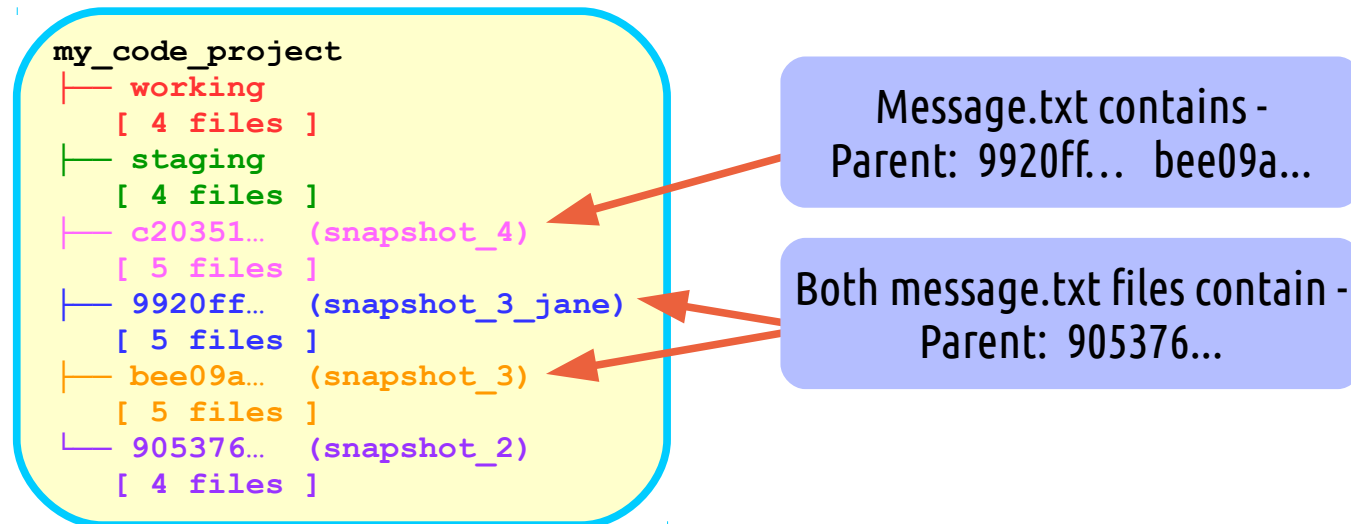 my_code_project
├── working
[ 4 files ]
├── staging
[ 4 files ]
├── c20351… (snapshot_4)
[ 5 files ]
├── 9920ff… (snapshot_3_jane)
[ 5 files ]
├── bee09a… (snapshot_3)
[ 5 files ]
└── 905376… (snapshot_2)
[ 4 files ]
Message.txt contains -
Parent: 9920ff… bee09a...
Both message.txt files contain -
Parent: 905376...